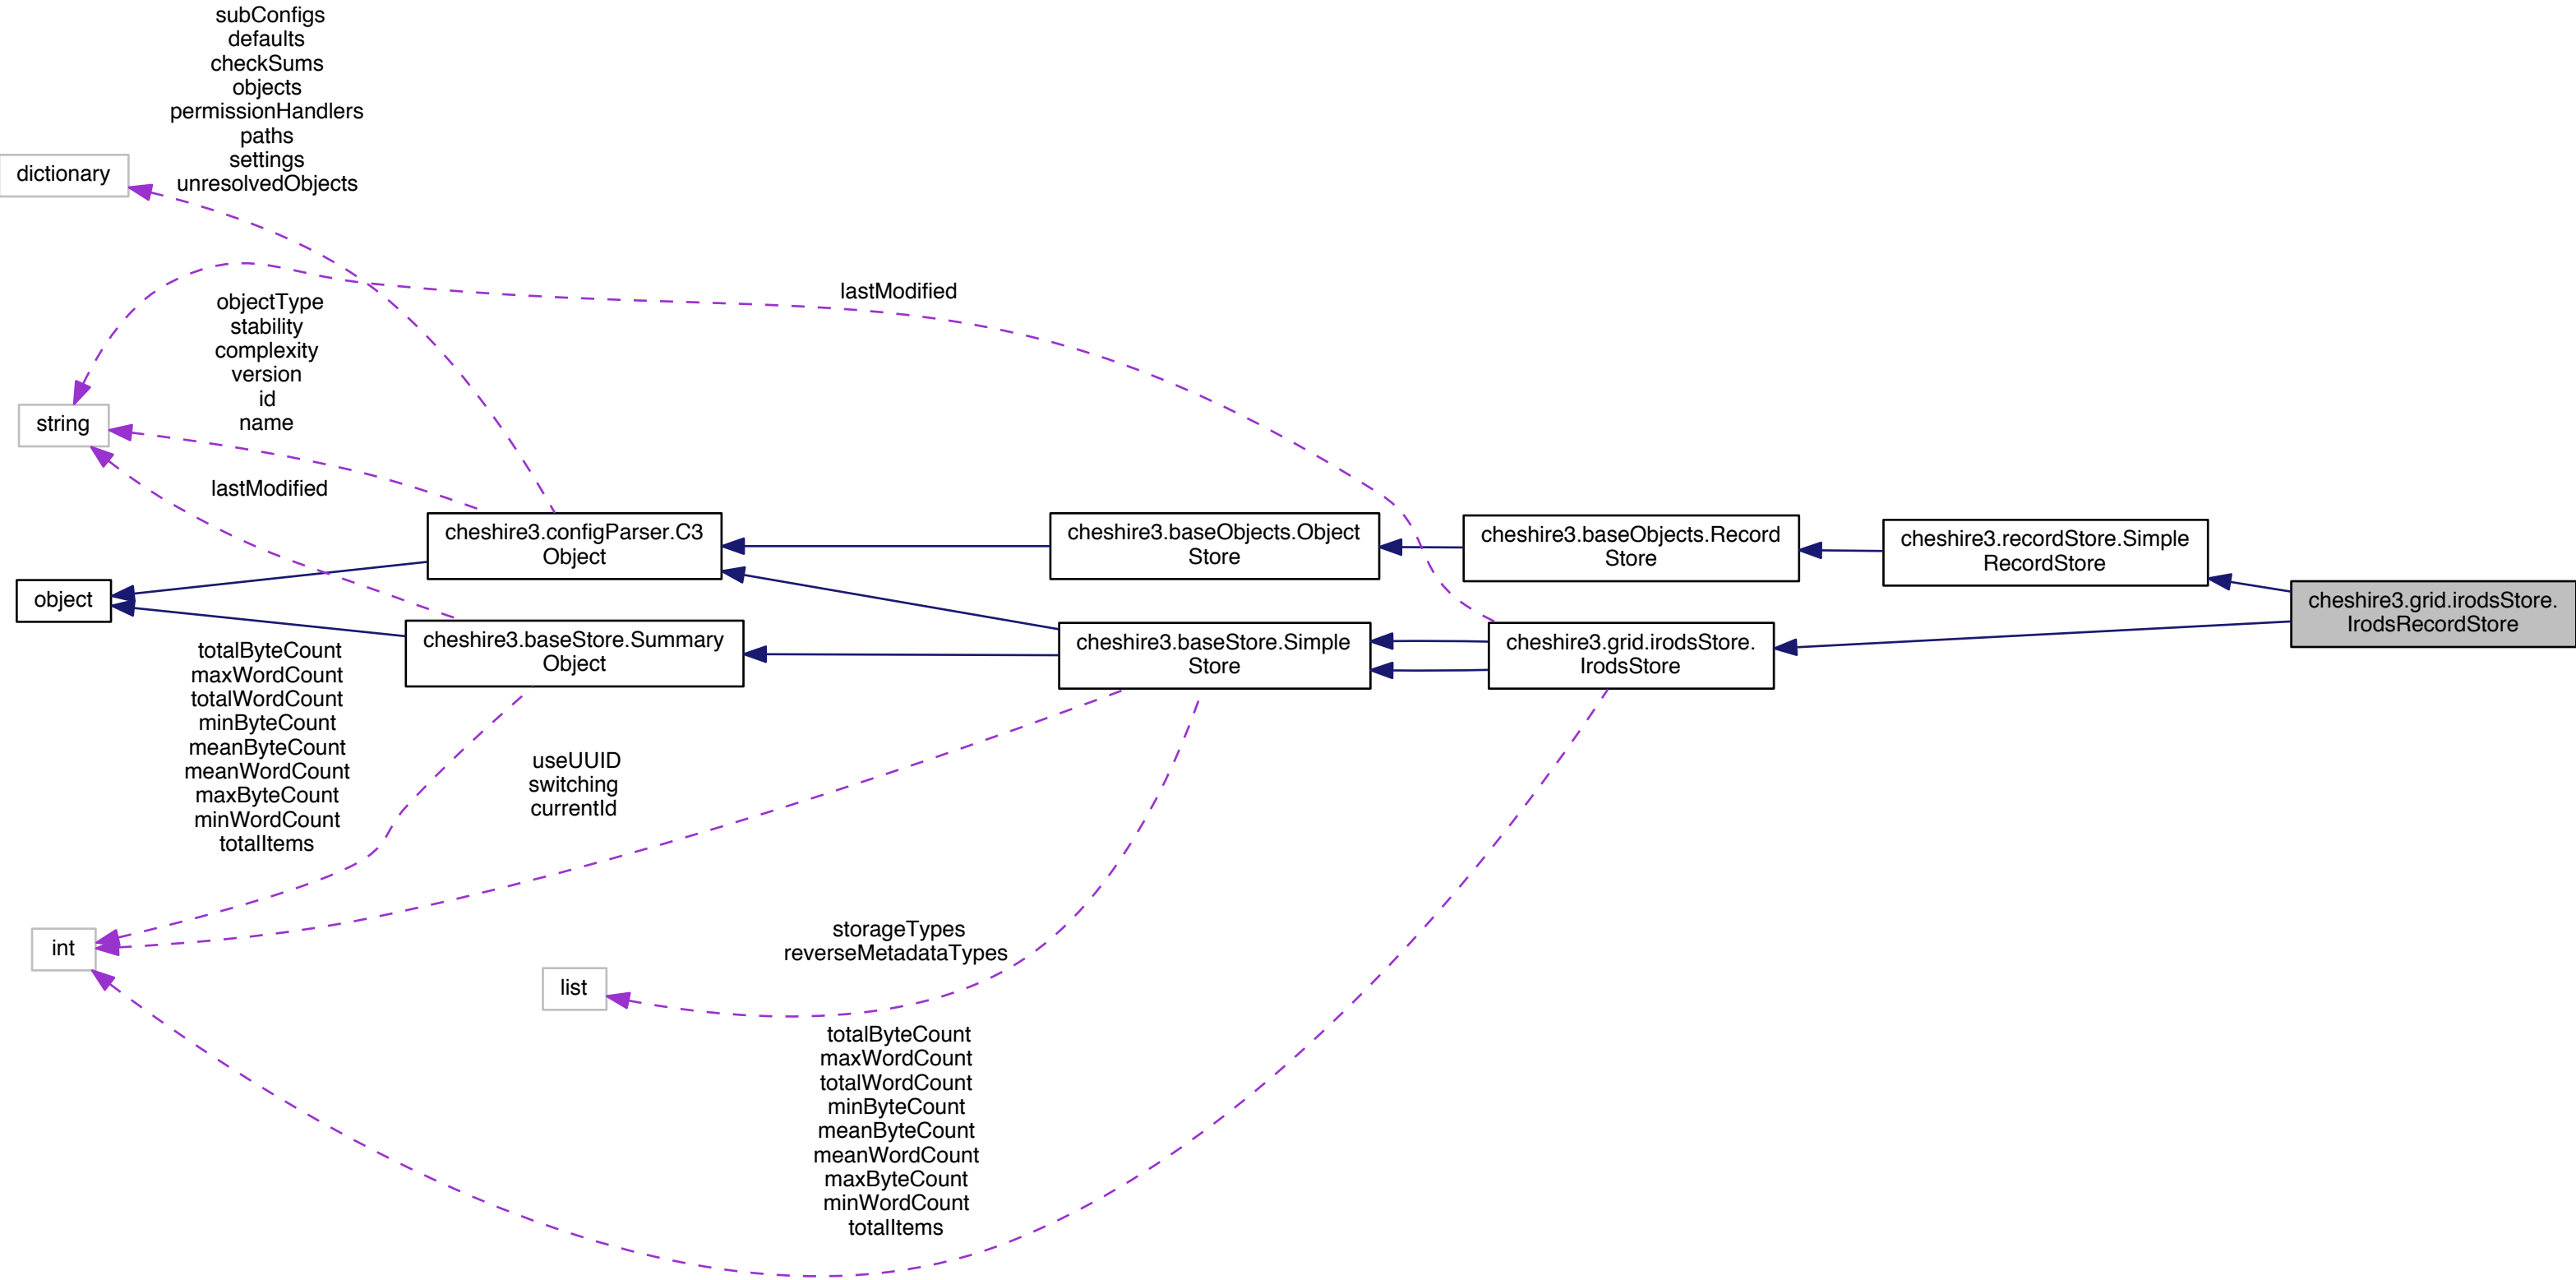 subConfigs
defaults
checkSums
objects
permissionHandlers
paths
settings
unresolvedObjects
dictionary
lastModified
objectType
stability
complexity
version
id
name
string
lastModified
cheshire3.configParser.C3
Object
cheshire3.baseObjects.Object
Store
cheshire3.baseObjects.Record
Store
cheshire3.recordStore.Simple
RecordStore
object
cheshire3.grid.irodsStore.
IrodsRecordStore
cheshire3.baseStore.Summary
Object
cheshire3.baseStore.Simple
Store
cheshire3.grid.irodsStore.
IrodsStore
totalByteCount
maxWordCount
totalWordCount
minByteCount
meanByteCount
meanWordCount
maxByteCount
minWordCount
totalItems
useUUID
switching
currentId
int
storageTypes
reverseMetadataTypes
list
totalByteCount
maxWordCount
totalWordCount
minByteCount
meanByteCount
meanWordCount
maxByteCount
minWordCount
totalItems